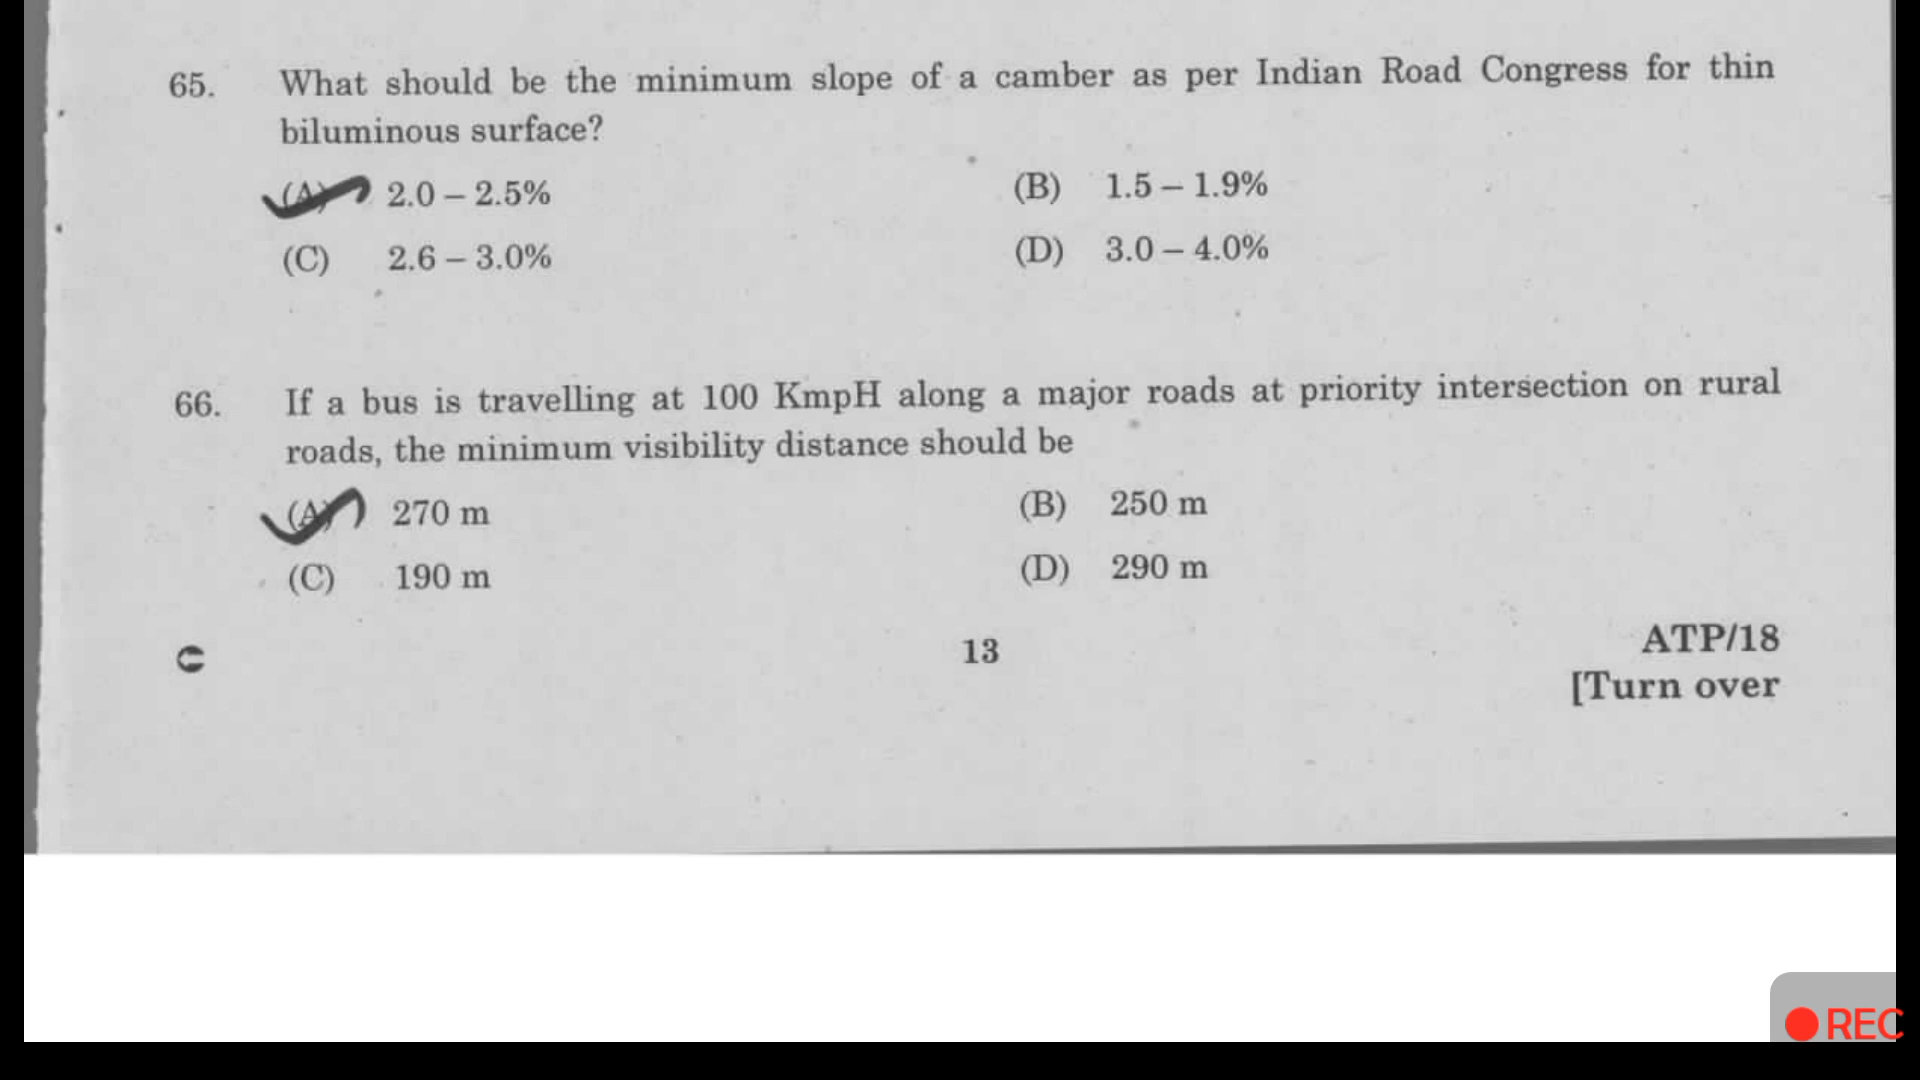 65. What should be the minimum slope of a camber as per Indian Road Congress for thin
biluminous surface?
(A) 2.0 – 2.5% (B) 1.5 – 1.9%
(C) 2.6 – 3.0% (D) 3.0 – 4.0%
66. If a bus is travelling at 100 KmpH along a major roads at priority intersection on rural
roads, the minimum visibility distance should be
(A) 270 m (B) 250 m
(C) 190 m (D) 290 m
13 ATP/18
[Turn over
REC